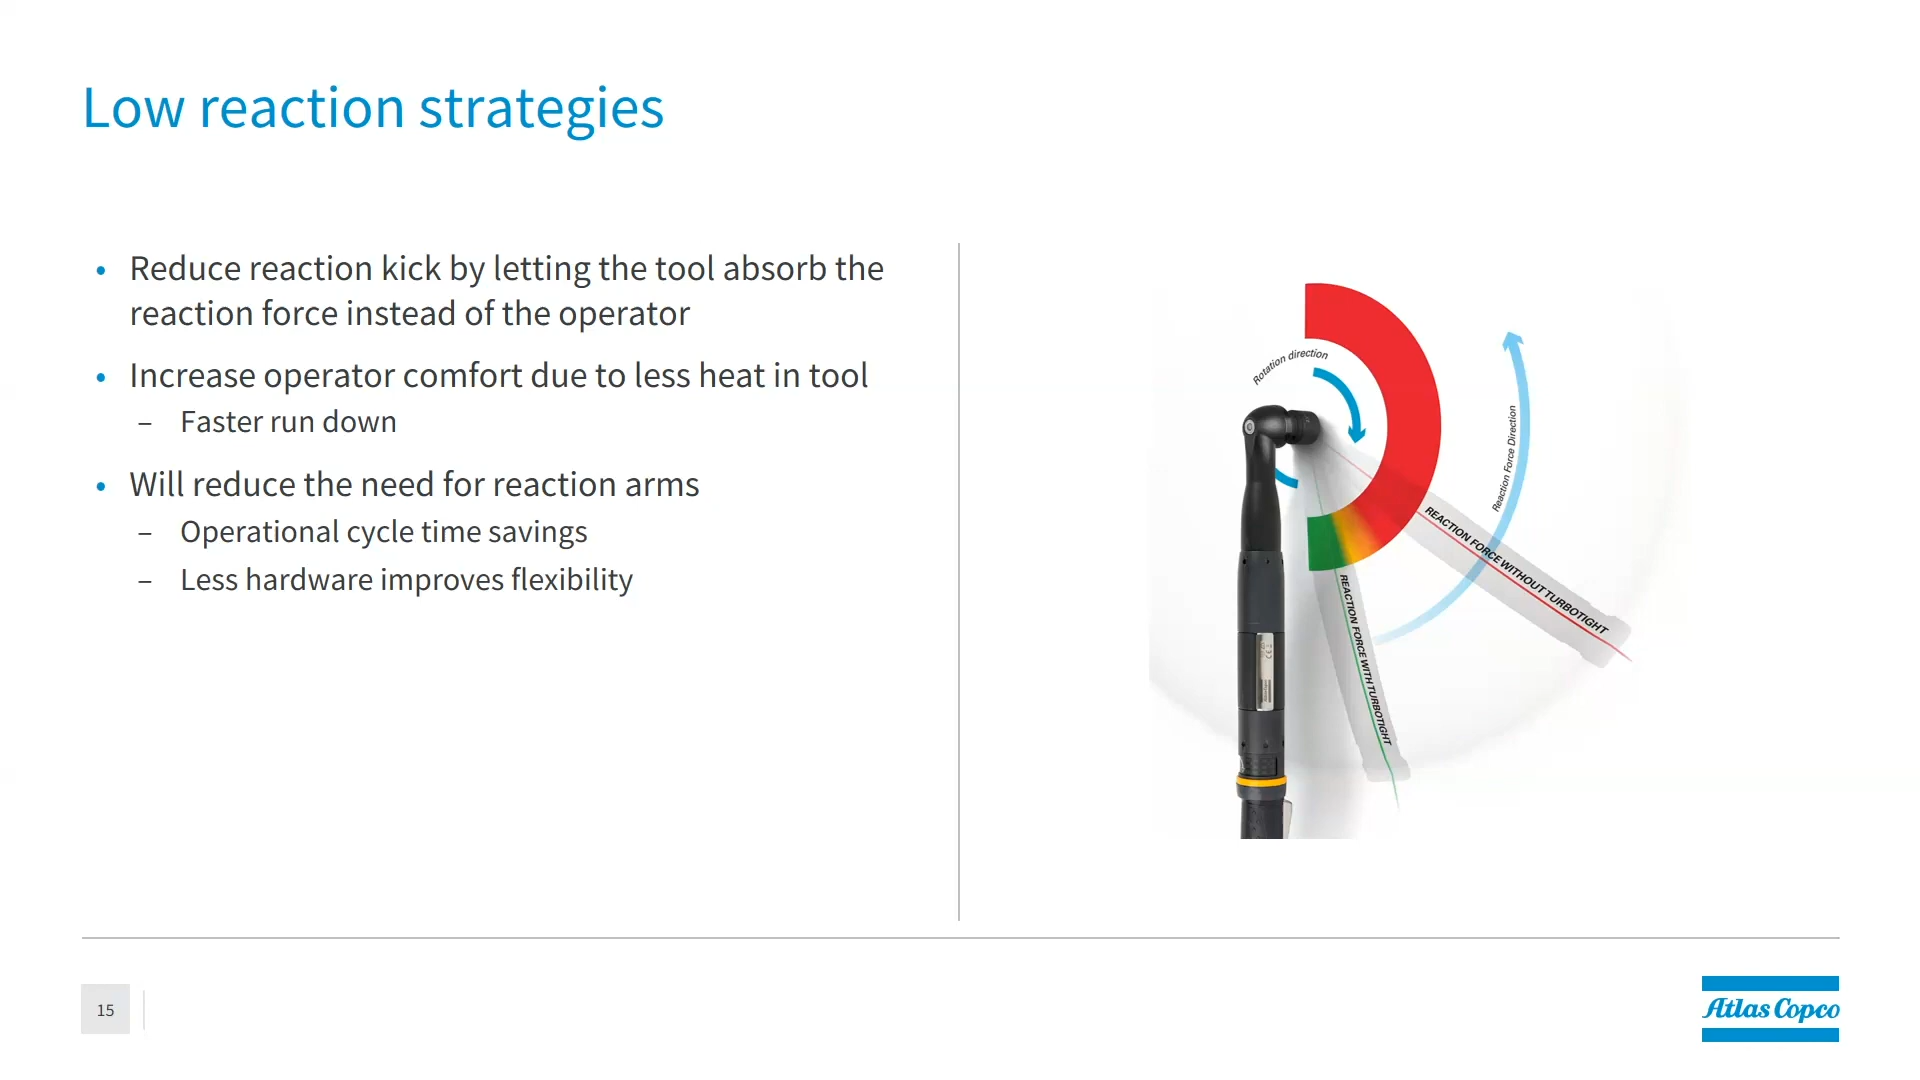 Low reaction strategies
• Reduce reaction kick by letting the tool absorb the
reaction force instead of the operator
• Increase operator comfort due to less heat in tool
– Faster run down
• Will reduce the need for reaction arms
– Operational cycle time savings
– Less hardware improves flexibility
Rotation direction
Reaction Force Direction
REACTION FORCE WITHOUT TURBOTIGHT
REACTION FORCE WITH TURBOTIGHT
15
Atlas Copco